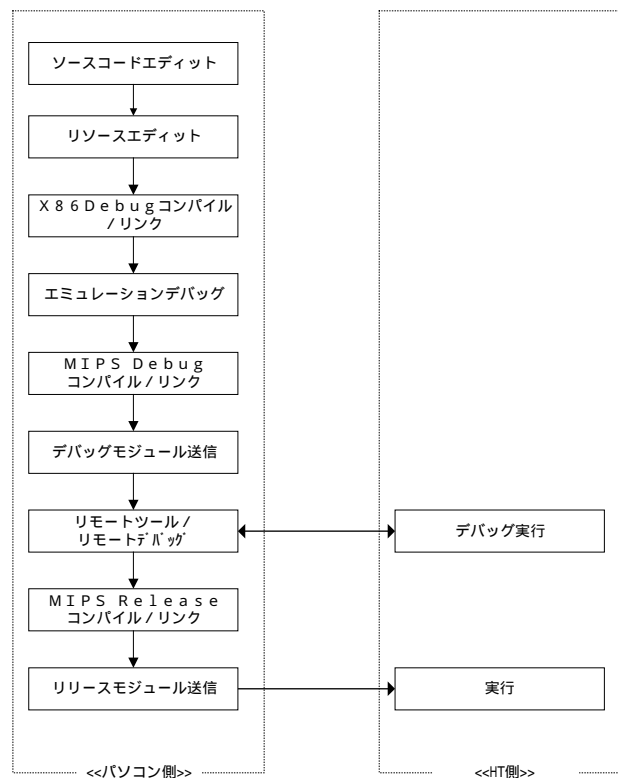 ソースコードエディット
リソースエディット
Ｘ８６Ｄｅｂｕｇコンパイル
／リンク
エミュレーションデバッグ
ＭＩＰＳ　Ｄｅｂｕｇ
コンパイル／リンク
デバッグモジュール送信
リモートツール／
リモートﾃﾞﾊﾞｯｸﾞ
デバッグ実行
ＭＩＰＳ　Ｒｅｌｅａｓｅ
コンパイル／リンク
リリースモジュール送信
実行
<<パソコン側>>
<<HT側>>